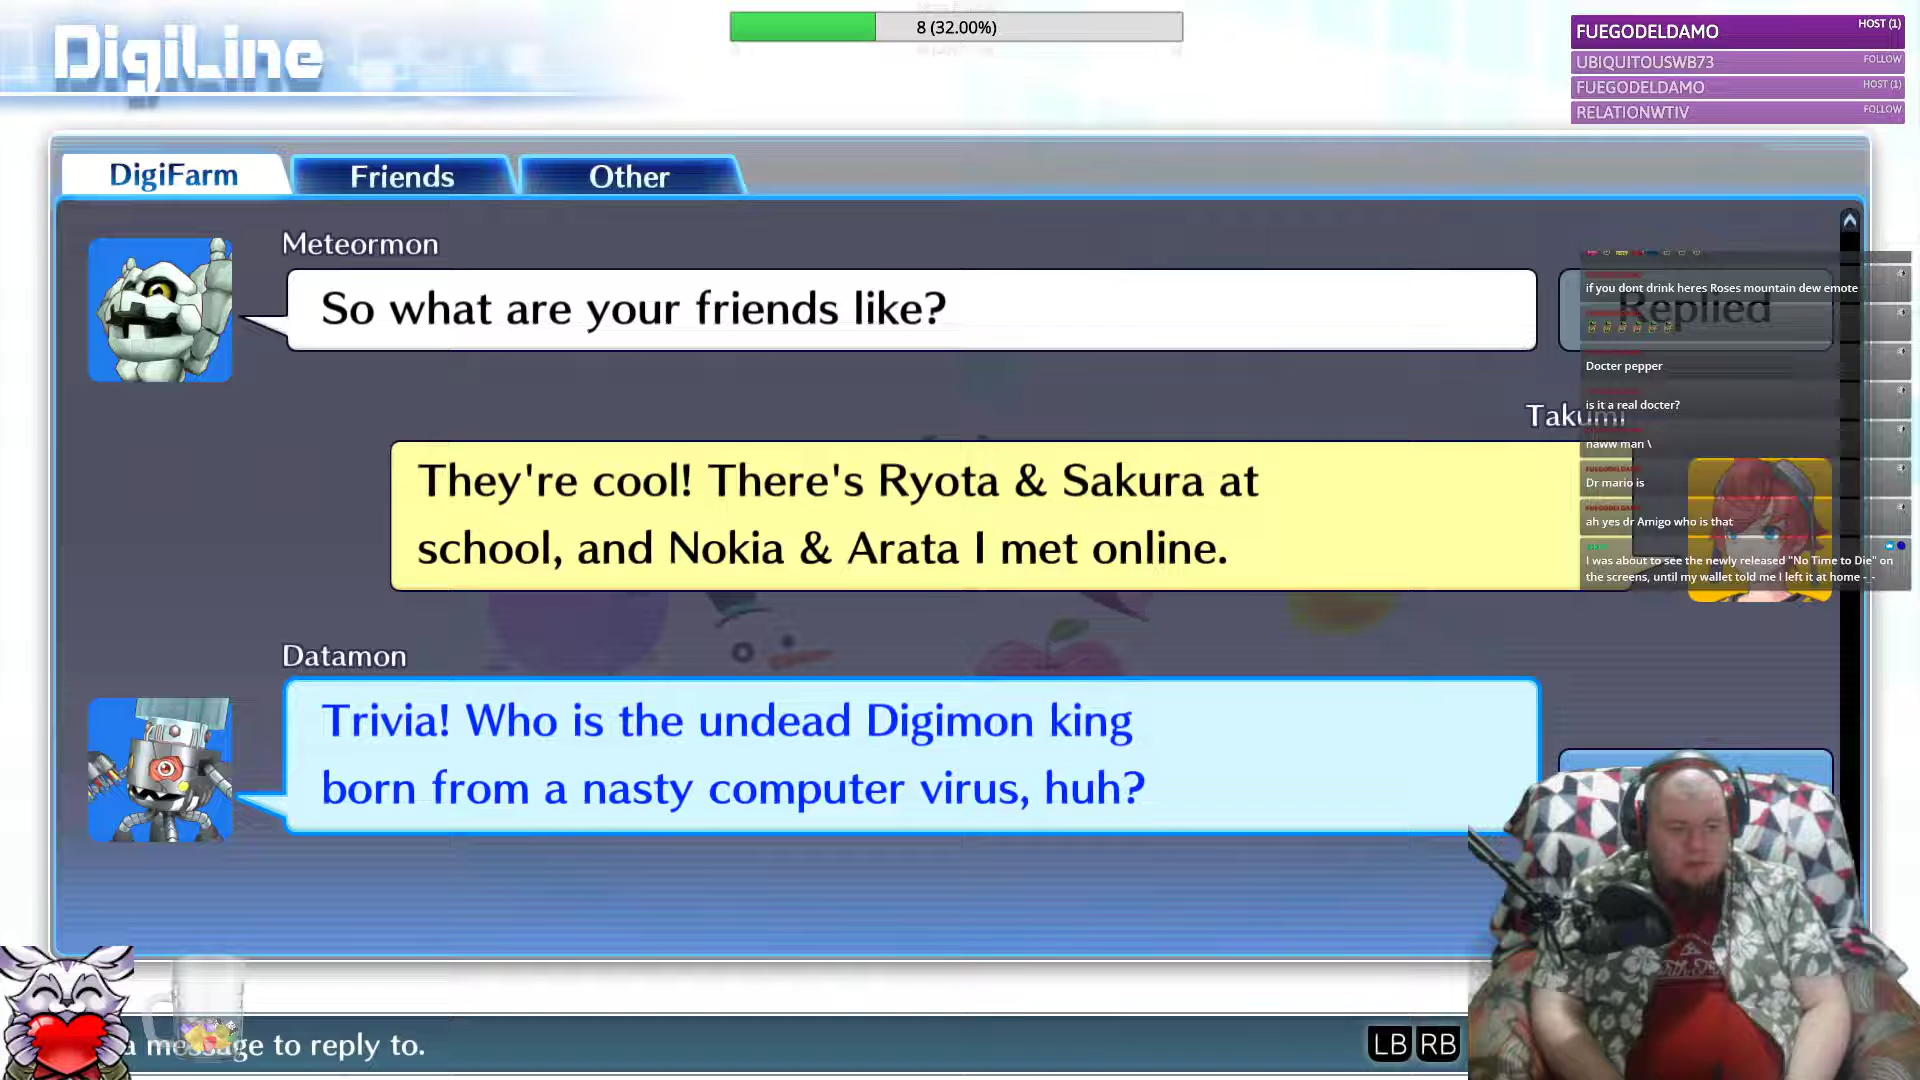 DigiLine
8 (32.00%)
FUEGODELDAMO HOST (1)
UBIQUITOUSWB73 FOLLOW
FUEGODELDAMO HOST (1)
RELATIONWTIV FOLLOW
DigiFarm Friends Other
Meteormon
So what are your friends like?
Replied
if you dont drink heres Roses mountain dew emote
Docter pepper
is it a real docter?
Takumi
naww man \
They're cool! There's Ryota & Sakura at
school, and Nokia & Arata I met online.
FUEGODELDAMO
Dr mario is
FUEGODELDAMO
ah yes dr Amigo who is that
I was about to see the newly released "No Time to Die" on
the screens, until my wallet told me I left it at home -_-
Datamon
Trivia! Who is the undead Digimon king
born from a nasty computer virus, huh?
a message to reply to.
LB RB